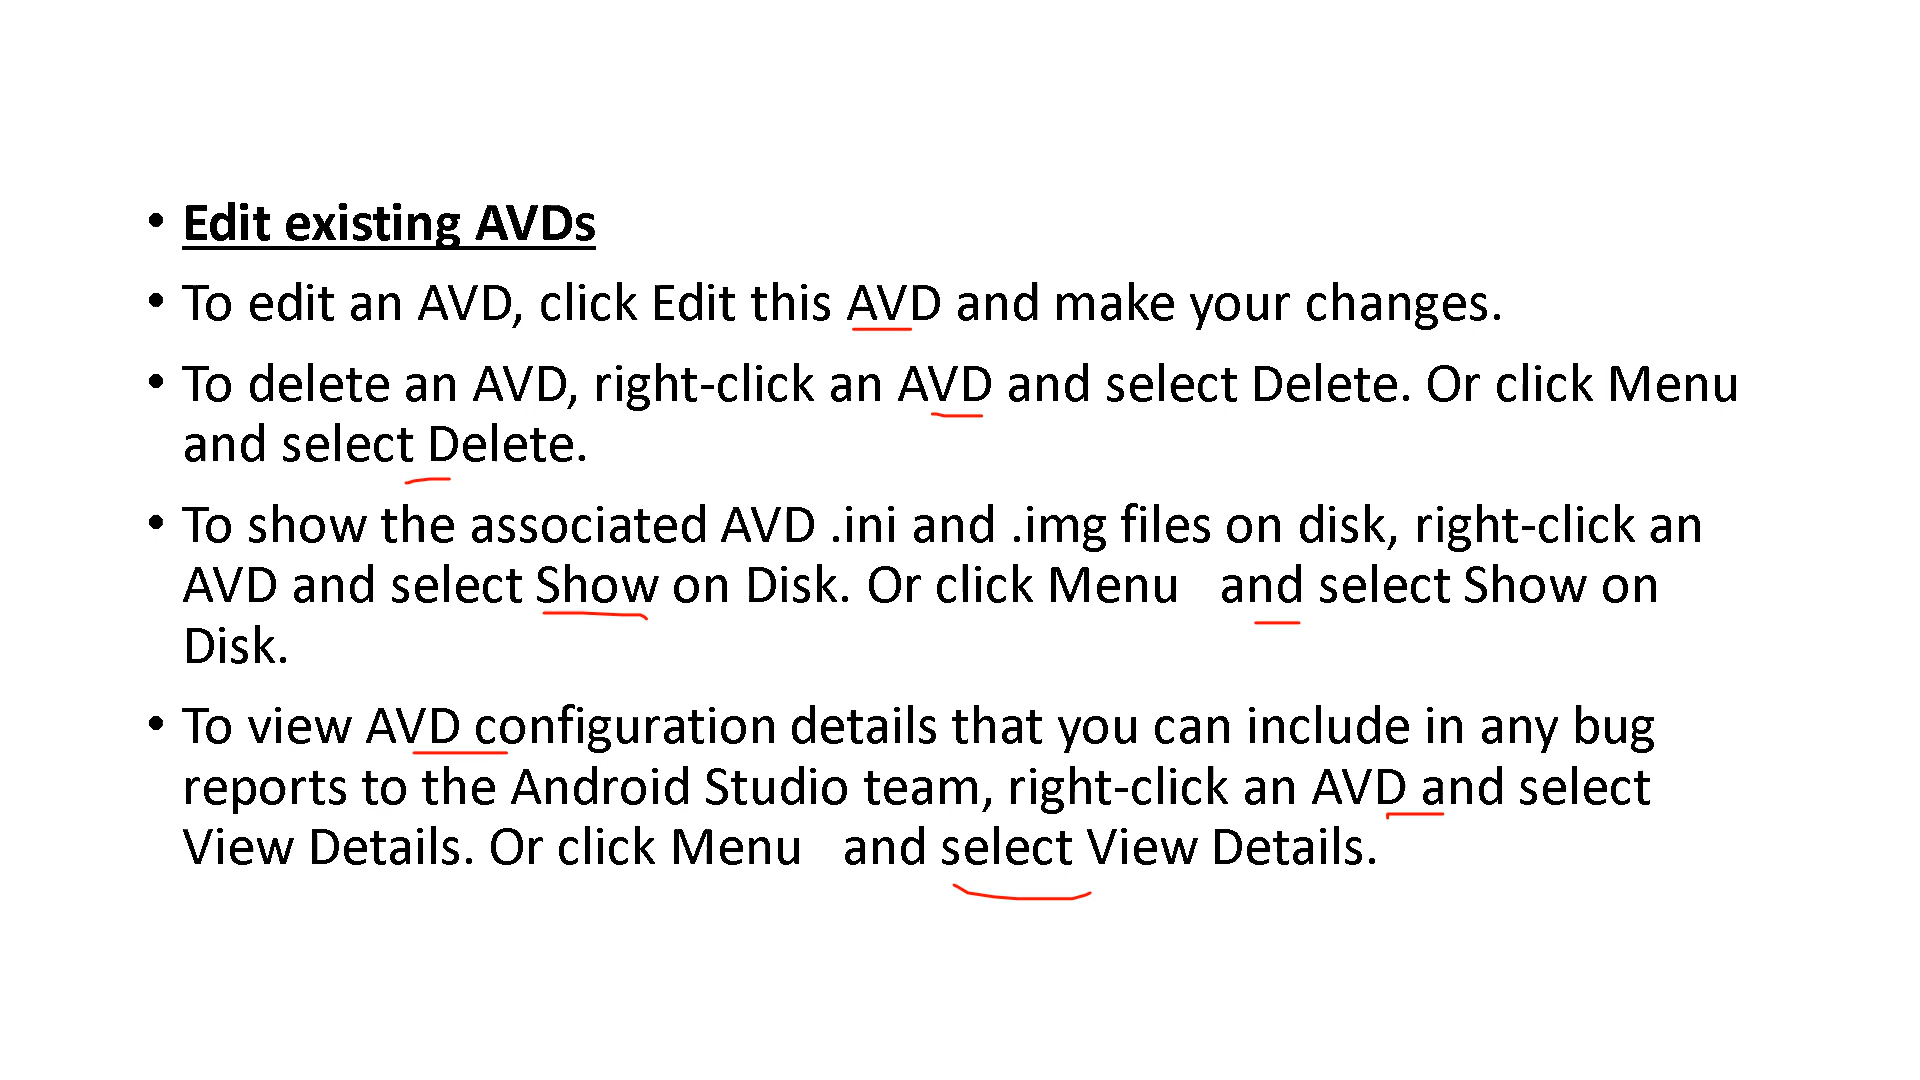 • Edit existing AVDs
• To edit an AVD, click Edit this AVD and make your changes.
• To delete an AVD, right-click an AVD and select Delete. Or click Menu
and select Delete.
• To show the associated AVD .ini and .img files on disk, right-click an
AVD and select Show on Disk. Or click Menu   and select Show on
Disk.
• To view AVD configuration details that you can include in any bug
reports to the Android Studio team, right-click an AVD and select
View Details. Or click Menu   and select View Details.